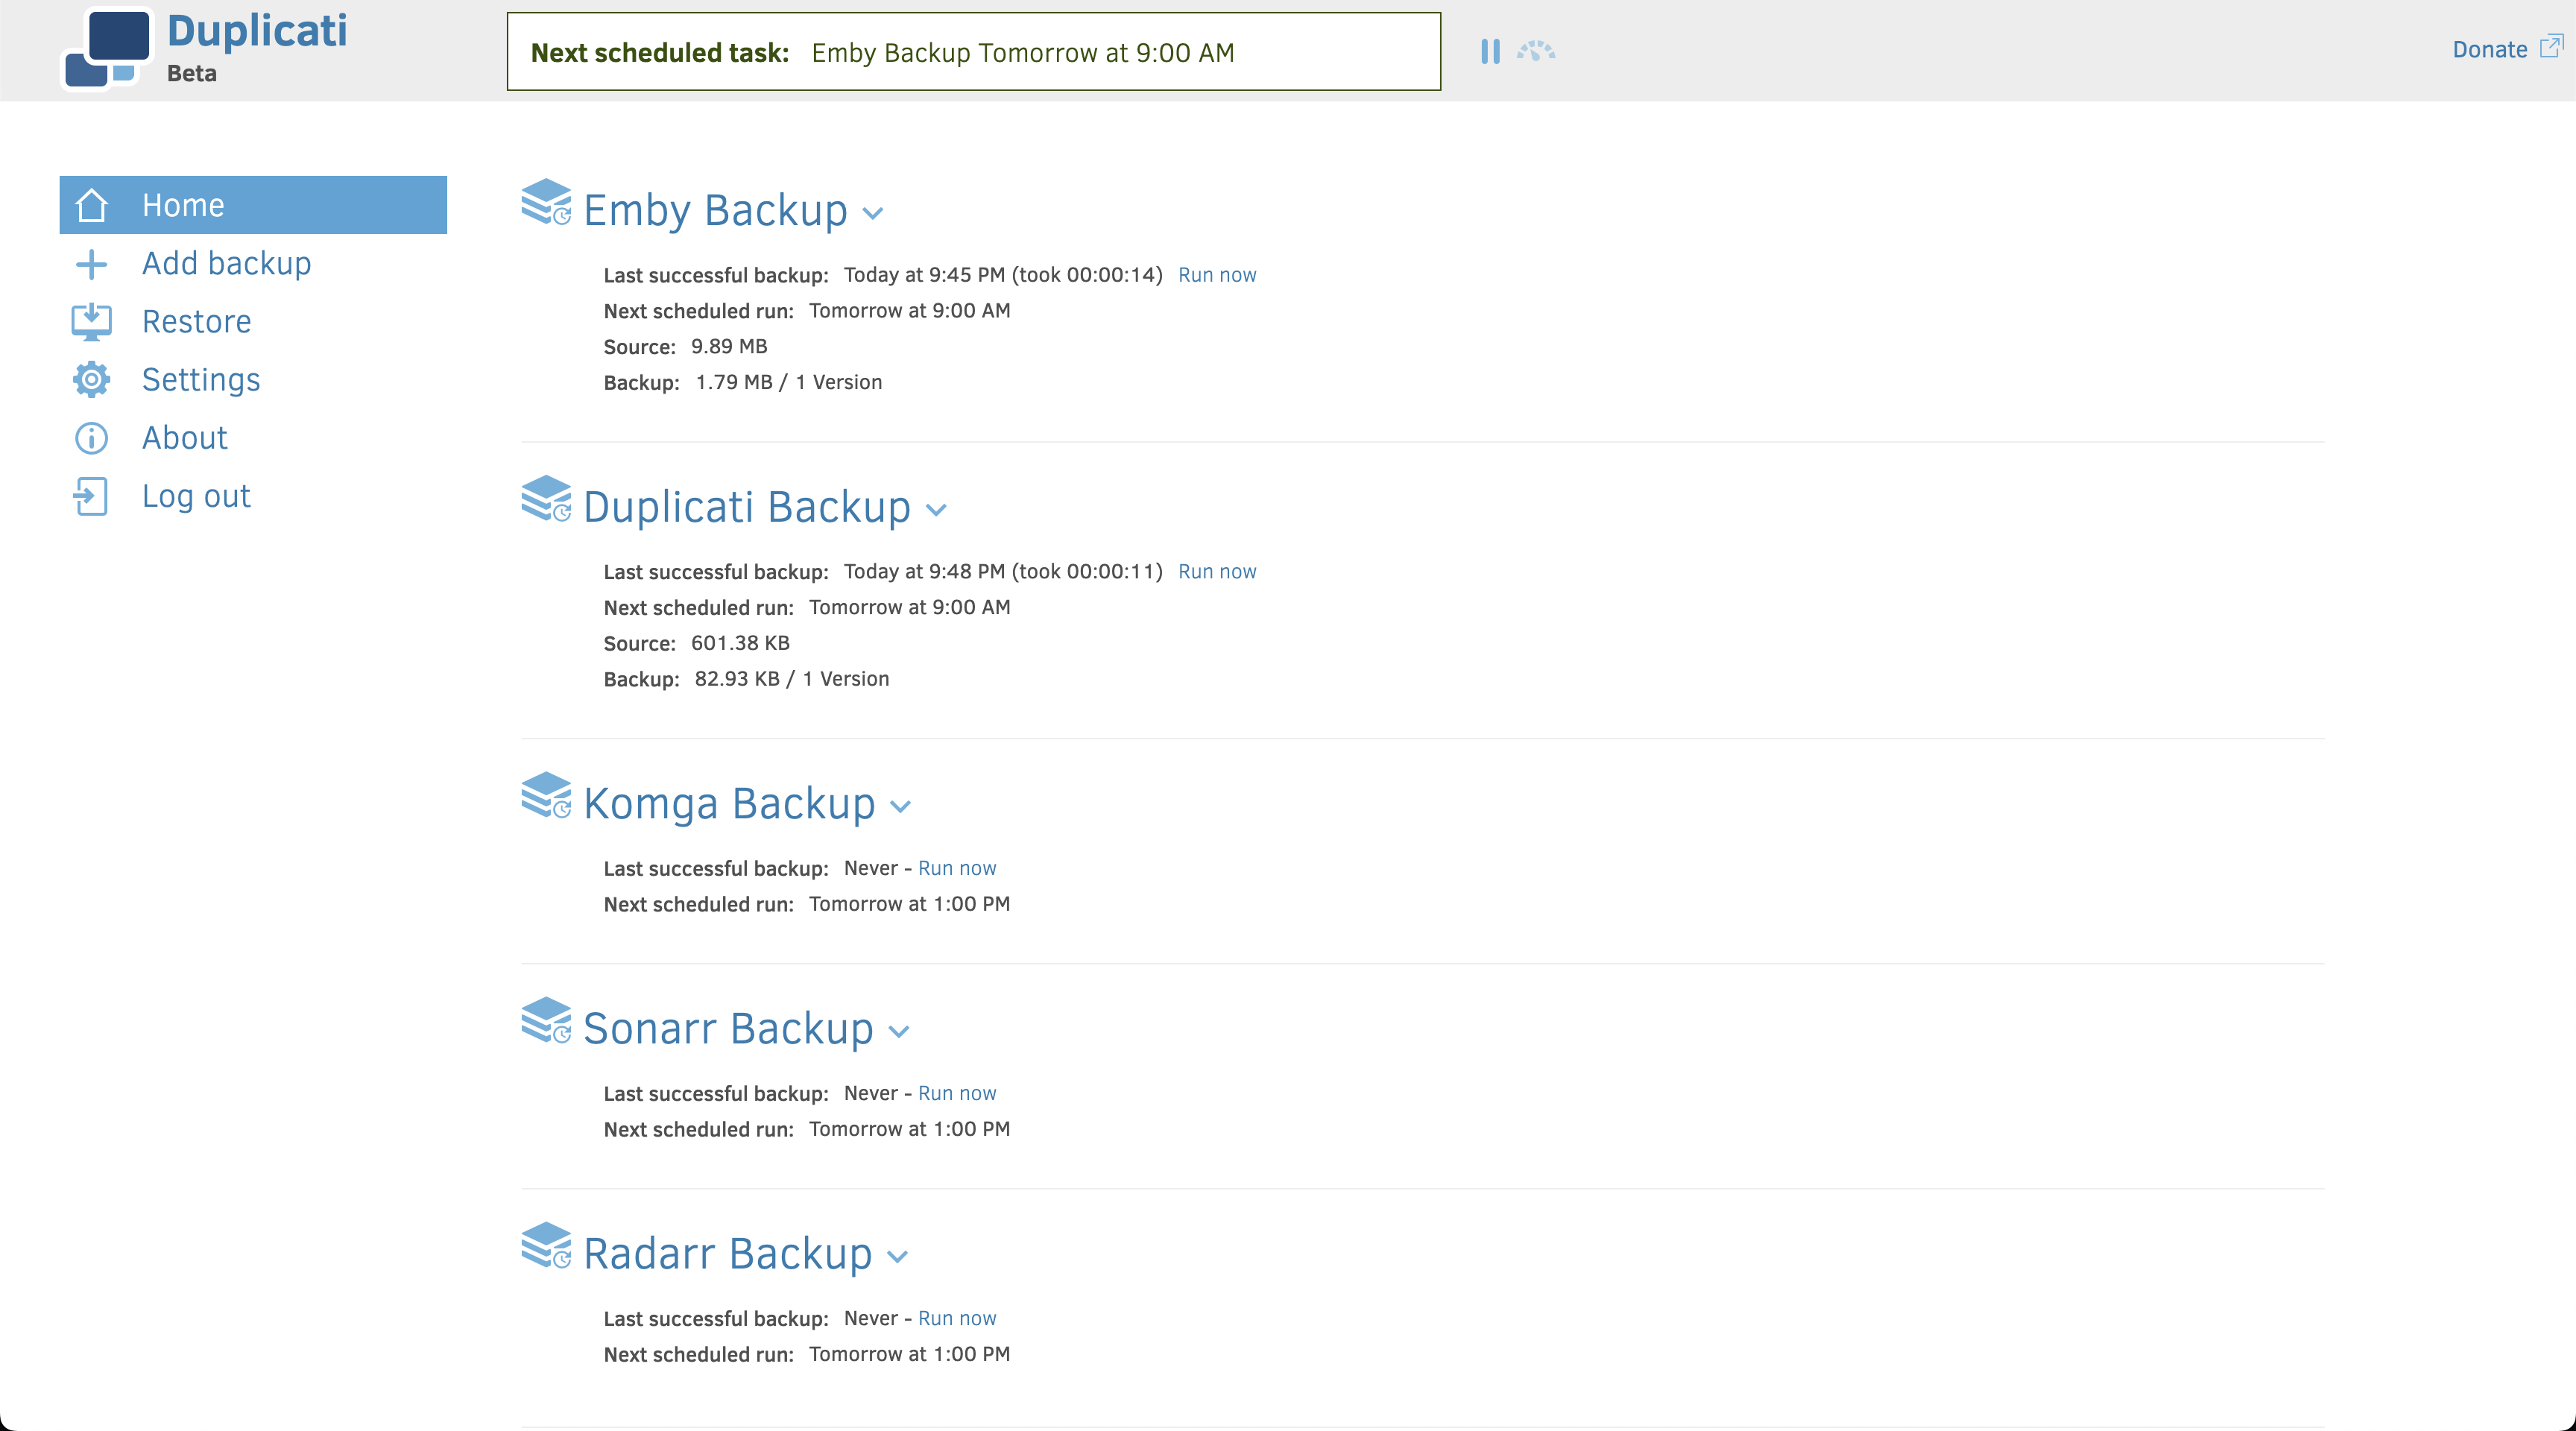 Duplicati
Beta
Next scheduled task: Emby Backup Tomorrow at 9:00 AM
Donate
Home
Add backup
Restore
Settings
About
Log out
Emby Backup
Last successful backup: Today at 9:45 PM (took 00:00:14) Run now
Next scheduled run: Tomorrow at 9:00 AM
Source: 9.89 MB
Backup: 1.79 MB / 1 Version
Duplicati Backup
Last successful backup: Today at 9:48 PM (took 00:00:11) Run now
Next scheduled run: Tomorrow at 9:00 AM
Source: 601.38 KB
Backup: 82.93 KB / 1 Version
Komga Backup
Last successful backup: Never - Run now
Next scheduled run: Tomorrow at 1:00 PM
Sonarr Backup
Last successful backup: Never - Run now
Next scheduled run: Tomorrow at 1:00 PM
Radarr Backup
Last successful backup: Never - Run now
Next scheduled run: Tomorrow at 1:00 PM